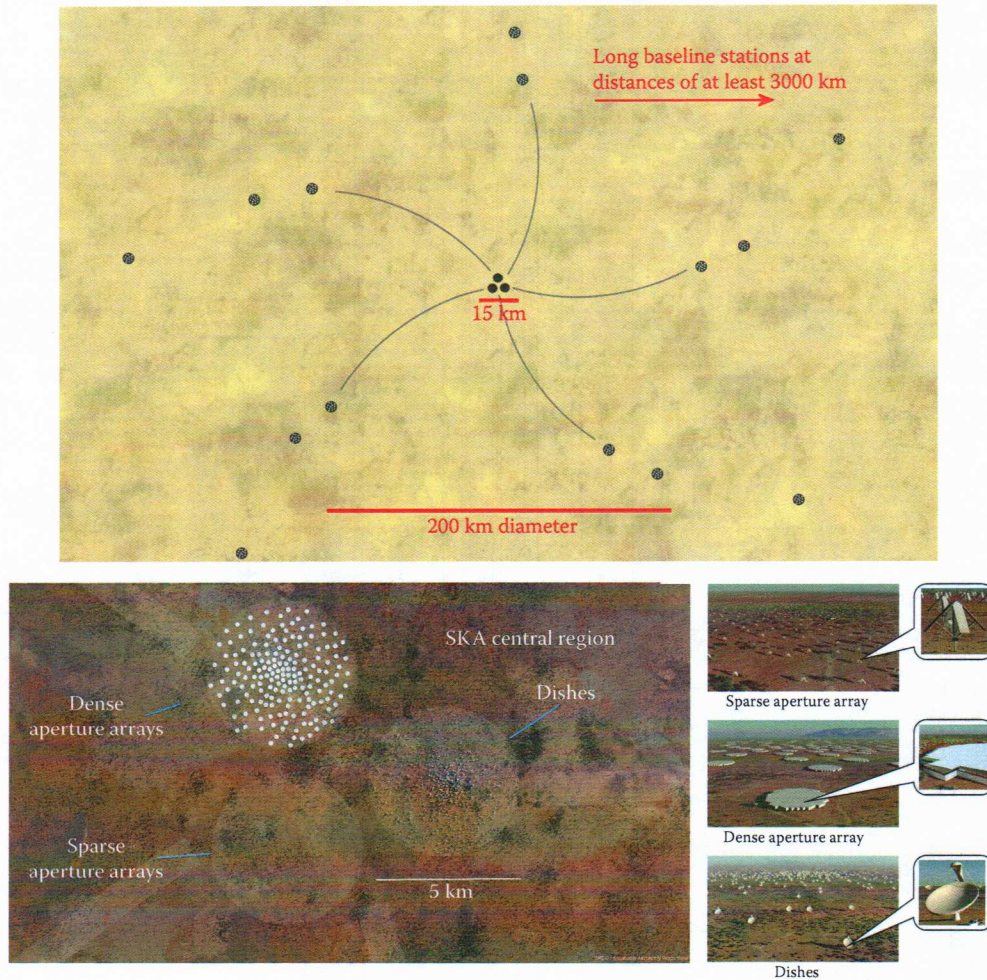 Long baseline stations at
distances of at least 3000 km
15 km
200 km diameter
SKA central region
Dishes
Dense
aperture arrays
Sparse
aperture arrays
5 km
Sparse aperture array
Dense aperture array
Dishes